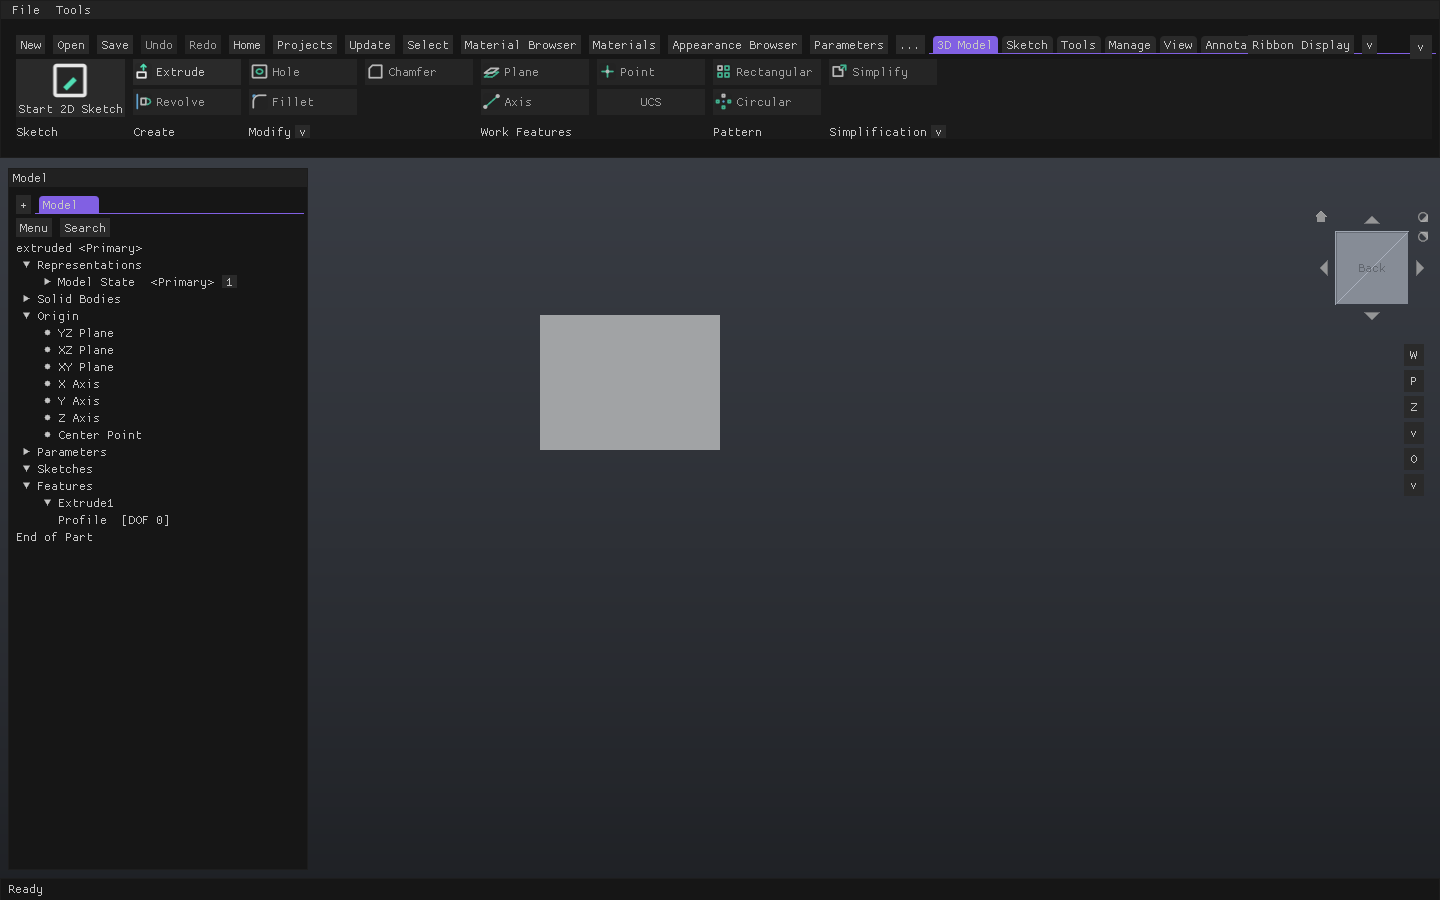 File Tools
New Open Save Undo Redo Home Projects Update Select Material Browser Materials Appearance Browser Parameters ... 3D Model Sketch Tools Manage View Annota Ribbon Display v v
Start 2D Sketch
Extrude Hole Chamfer Plane Point Rectangular Simplify
Revolve Fillet Axis UCS Circular
Sketch Create Modify v Work Features Pattern Simplification v
Model
+ Model
Menu Search
extruded <Primary>
Representations
Model State <Primary> 1
Solid Bodies
Origin
YZ Plane
XZ Plane
XY Plane
X Axis
Y Axis
Z Axis
Center Point
Parameters
Sketches
Features
Extrude1
Profile [DOF 0]
End of Part
Back
W
P
Z
v
O
v
Ready